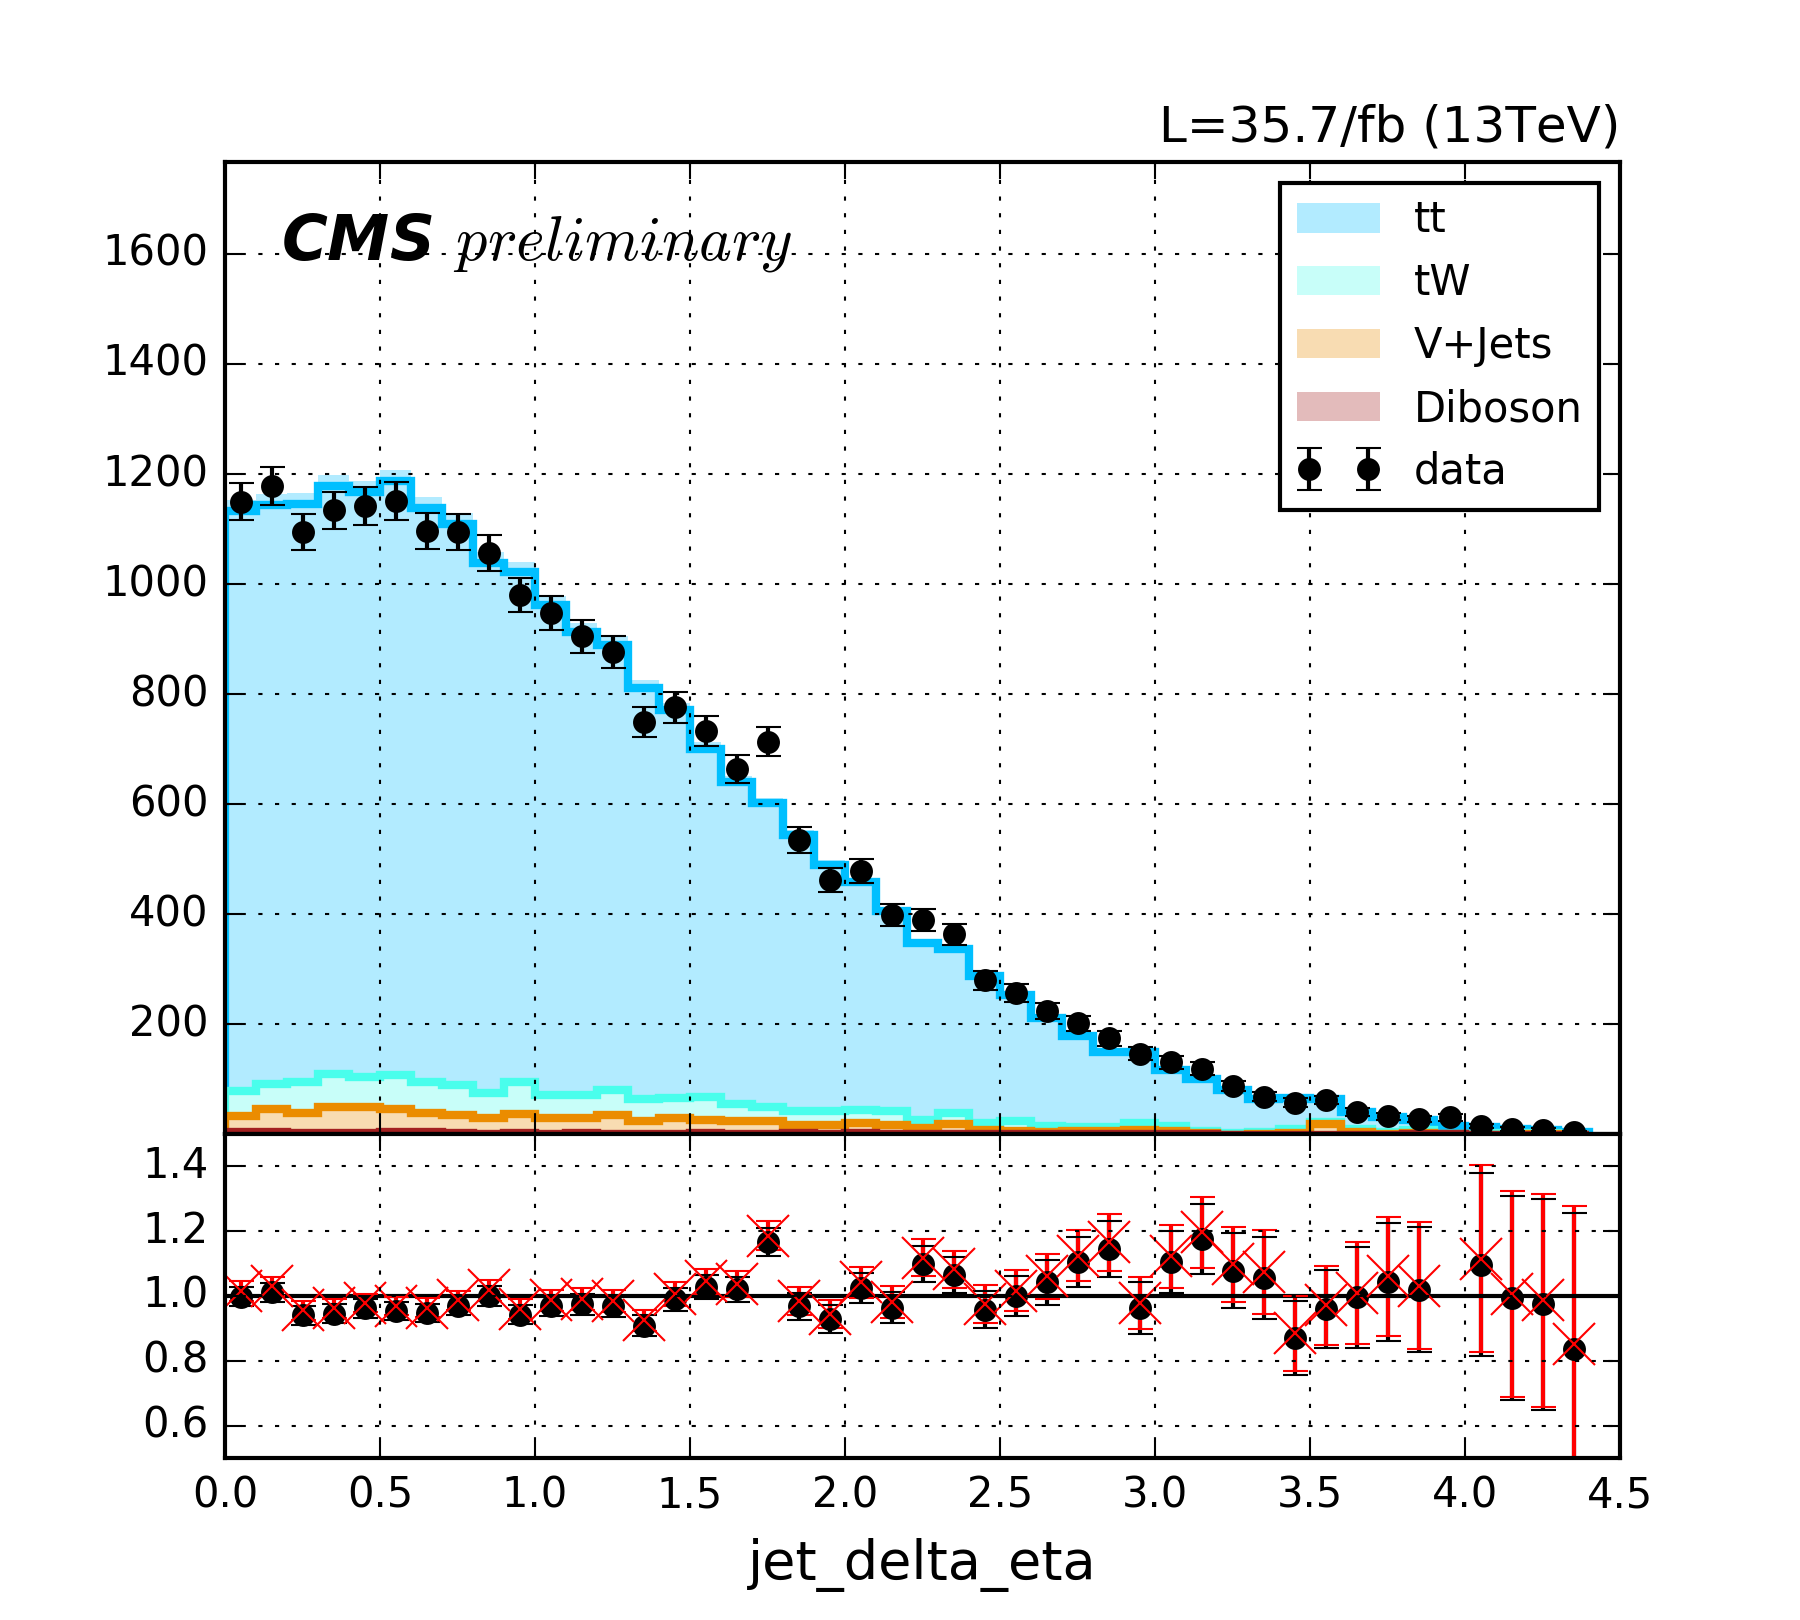 L=35.7/fb (13TeV)
CMS preliminary
tt
tW
V+Jets
Diboson
data
1600
1400
1200
1000
800
600
400
200
1.4
1.2
1.0
0.8
0.6
0.0 0.5 1.0 1.5 2.0 2.5 3.0 3.5 4.0 4.5
jet_delta_eta